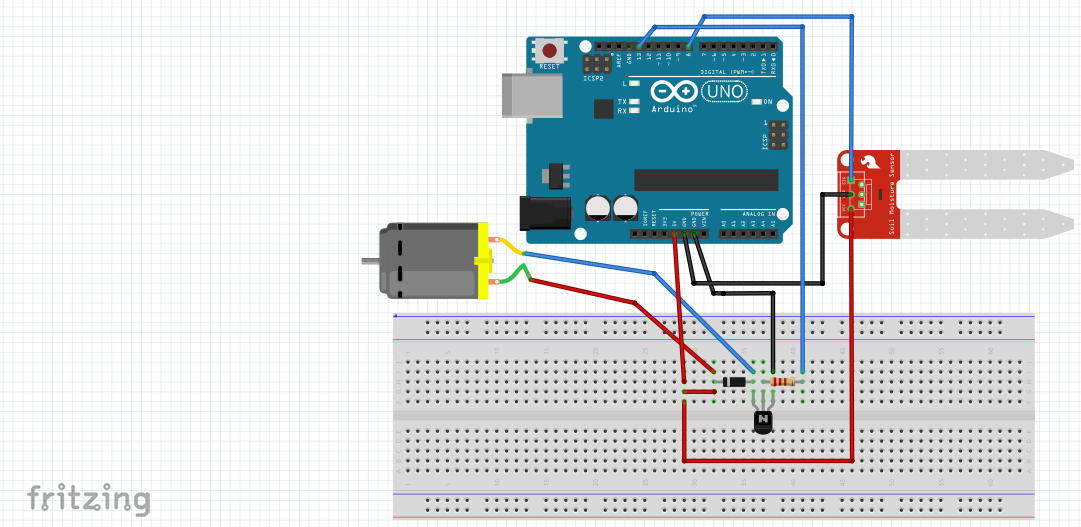 RESET
ICSP2
AREF
GND
13
12
~11
~10
~9
8
7
~6
~5
4
~3
2
TX0▶1
RX0◀0
DIGITAL (PWM=~)
L
TX
RX
Arduino™
UNO
ON
1
ICSP
IOREF
RESET
3V3
5V
GND
GND
VIN
POWER
A0
A1
A2
A3
A4
A5
ANALOG IN
Soil Moisture Sensor
N
fritzing